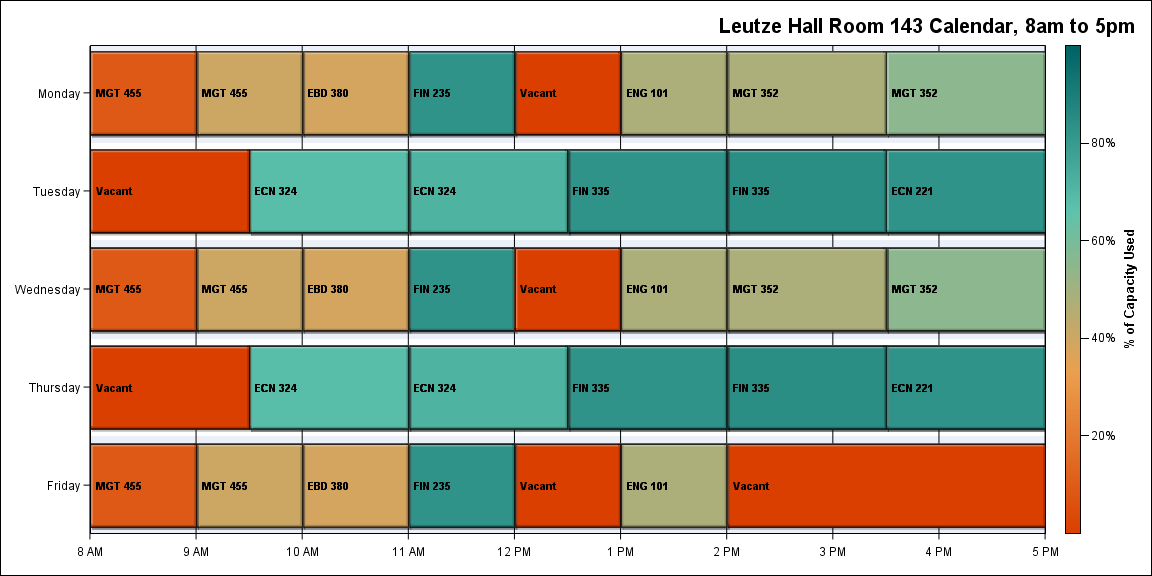 Leutze Hall Room 143 Calendar, 8am to 5pm
Monday
MGT 455
MGT 455
EBD 380
FIN 235
Vacant
ENG 101
MGT 352
MGT 352
Tuesday
Vacant
ECN 324
ECN 324
FIN 335
FIN 335
ECN 221
Wednesday
MGT 455
MGT 455
EBD 380
FIN 235
Vacant
ENG 101
MGT 352
MGT 352
Thursday
Vacant
ECN 324
ECN 324
FIN 335
FIN 335
ECN 221
Friday
MGT 455
MGT 455
EBD 380
FIN 235
Vacant
ENG 101
Vacant
8 AM
9 AM
10 AM
11 AM
12 PM
1 PM
2 PM
3 PM
4 PM
5 PM
80%
60%
40%
20%
% of Capacity Used